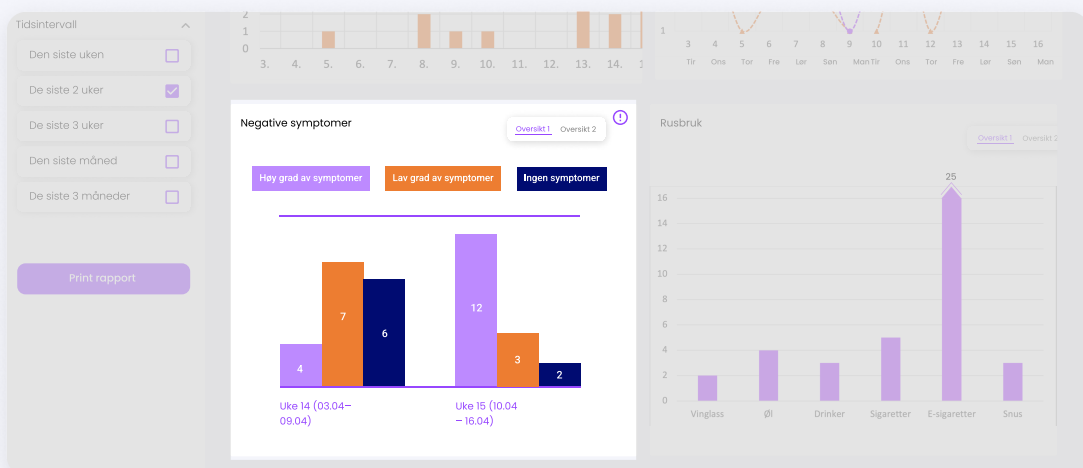 Tidsintervall
Den siste uken
De siste 2 uker
De siste 3 uker
Den siste måned
De siste 3 måneder
Print rapport
2
1
0
3. 4. 5. 6. 7. 8. 9. 10. 11. 12. 13. 14.
1
3 4 5 6 7 8 9 10 11 12 13 14 15 16
Tir Ons Tor Fre Lør Søn Man Tir Ons Tor Fre Lør Søn Man
Negative symptomer
Oversikt 1 Oversikt 2
Høy grad av symptomer
Lav grad av symptomer
Ingen symptomer
4
7
6
12
3
2
Uke 14 (03.04–
09.04)
Uke 15 (10.04
– 16.04)
Rusbruk
Oversikt 1 Oversikt 2
25
16
14
12
10
8
6
4
2
0
Vinglass Øl Drinker Sigaretter E-sigaretter Snus